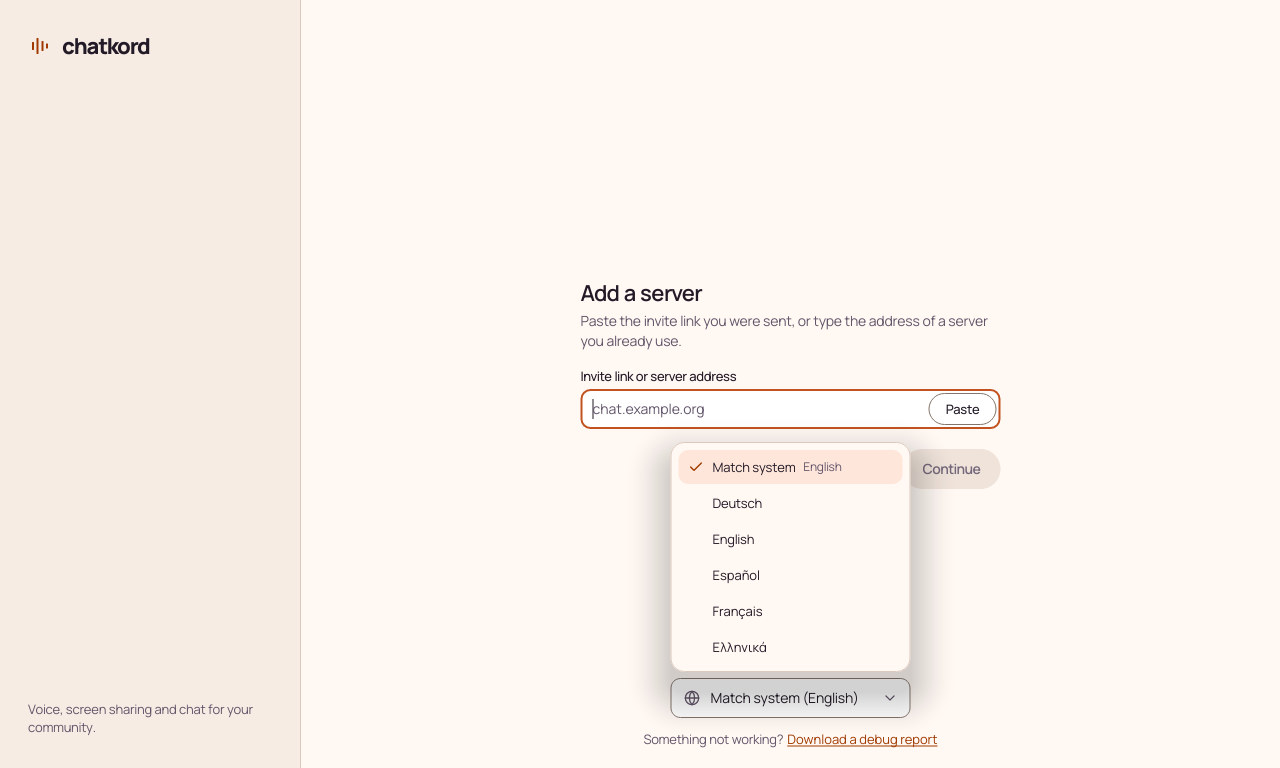 chatkord
Add a server
Paste the invite link you were sent, or type the address of a server
you already use.
Invite link or server address
chat.example.org
Paste
Continue
Match system English
Deutsch
English
Español
Français
Ελληνικά
Match system (English)
Something not working? Download a debug report
Voice, screen sharing and chat for your
community.